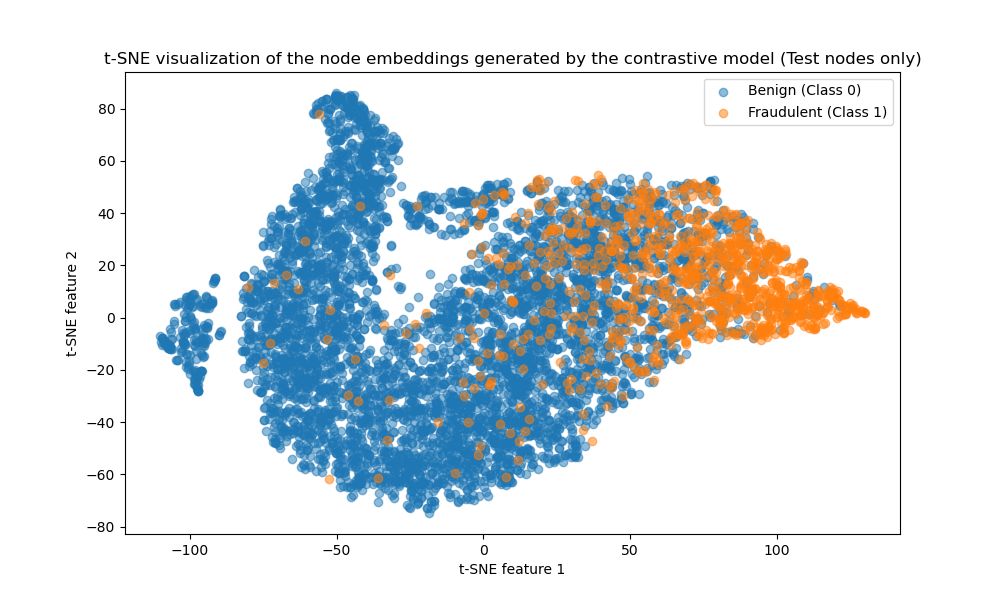 t-SNE visualization of the node embeddings generated by the contrastive model (Test nodes only)
Benign (Class 0)
Fraudulent (Class 1)
80
60
40
20
0
−20
−40
−60
−80
t-SNE feature 2
−100
−50
0
50
100
t-SNE feature 1